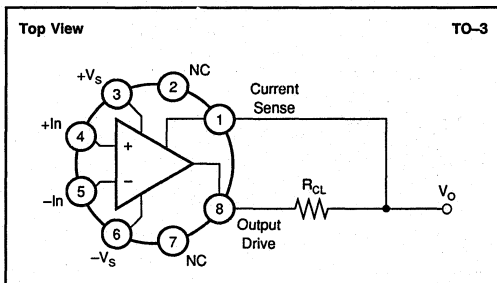 Top View
TO–3
+VS
NC
3
2
Current
Sense
+In
4
+
1
5
−
–In
8
RCL
VO
6
7
Output
Drive
–VS
NC